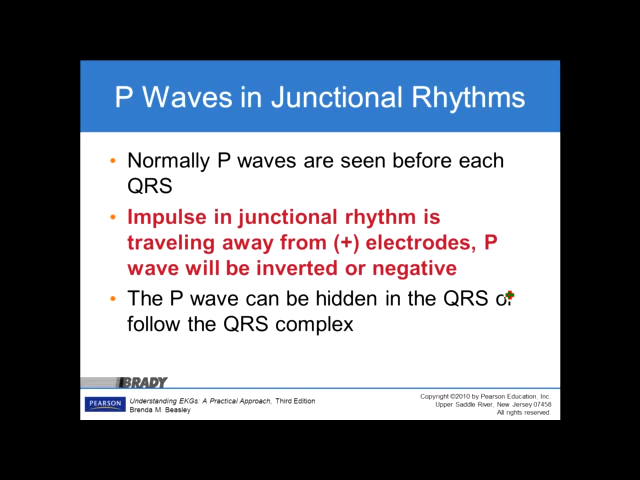 P Waves in Junctional Rhythms
• Normally P waves are seen before each
QRS
• Impulse in junctional rhythm is
traveling away from (+) electrodes, P
wave will be inverted or negative
• The P wave can be hidden in the QRS or
follow the QRS complex
BRADY
PEARSON
Understanding EKGs: A Practical Approach, Third Edition
Brenda M. Beasley
Copyright ©2010 by Pearson Education, Inc.
Upper Saddle River, New Jersey 07458
All rights reserved.